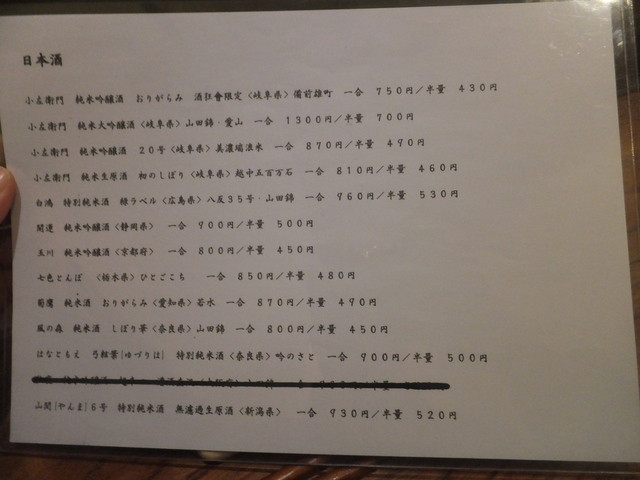 日本酒
小左衛門 純米吟醸酒 おりがらみ 酒狂會限定〈岐阜県〉備前雄町 一合 750円/半量 430円
小左衛門 純米大吟醸酒〈岐阜県〉山田錦・愛山 一合 1300円/半量 700円
小左衛門 純米吟醸酒 20号〈岐阜県〉美濃瑞浪米 一合 870円/半量 490円
小左衛門 純米生原酒 初のしぼり〈岐阜県〉越中五百万石 一合 810円/半量 460円
白鴻 特別純米酒 緑ラベル〈広島県〉八反35号・山田錦 一合 960円/半量 530円
開運 純米吟醸酒〈静岡県〉 一合 900円/半量 500円
玉川 純米吟醸酒〈京都府〉 一合 800円/半量 450円
七色とんぼ 〈栃木県〉ひとごこち 一合 850円/半量 480円
菊鷹 純米酒 おりがらみ〈愛知県〉若水 一合 870円/半量 490円
風の森 純米酒 しぼり華〈奈良県〉山田錦 一合 800円/半量 450円
はなともえ 弓絃葉「ゆづりは」 特別純米酒〈奈良県〉吟のさと 一合 900円/半量 500円
山間「やんま」6号 特別純米酒 無濾過生原酒〈新潟県〉 一合 930円/半量 520円